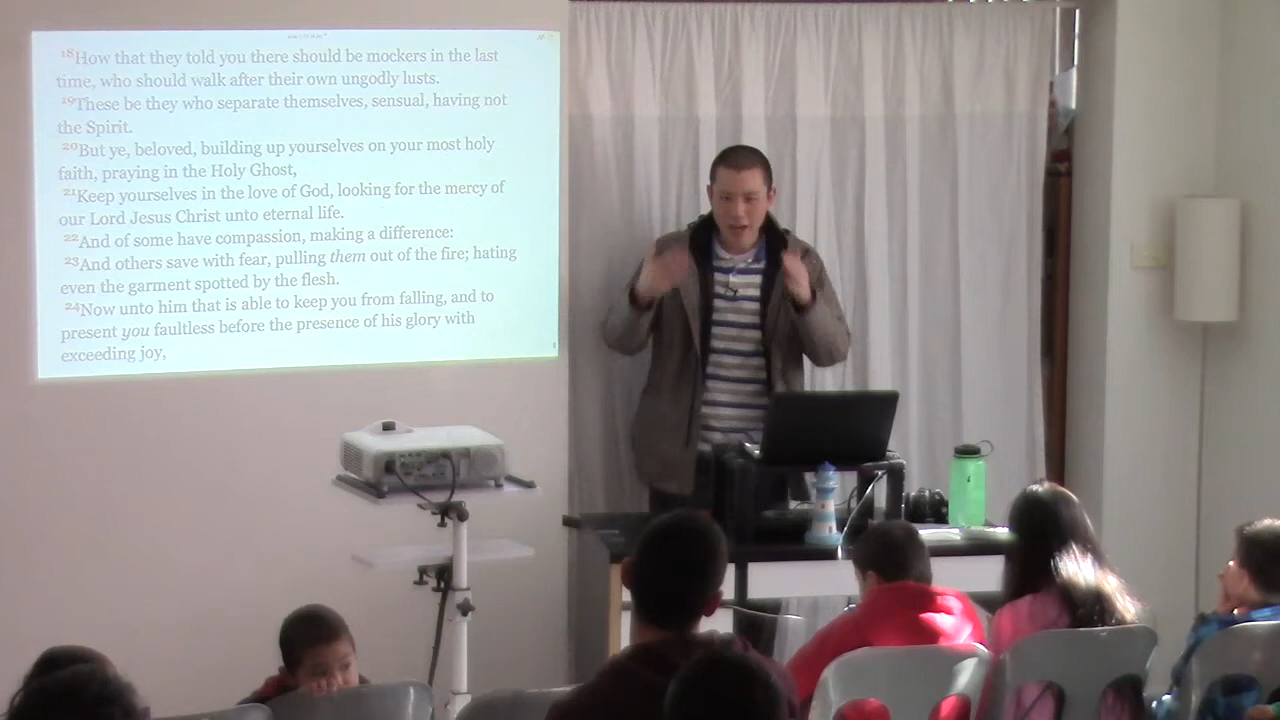 18How that they told you there should be mockers in the last
time, who should walk after their own ungodly lusts.
19These be they who separate themselves, sensual, having not
the Spirit.
20But ye, beloved, building up yourselves on your most holy
faith, praying in the Holy Ghost,
21Keep yourselves in the love of God, looking for the mercy of
our Lord Jesus Christ unto eternal life.
22And of some have compassion, making a difference:
23And others save with fear, pulling them out of the fire; hating
even the garment spotted by the flesh.
24Now unto him that is able to keep you from falling, and to
present you faultless before the presence of his glory with
exceeding joy,